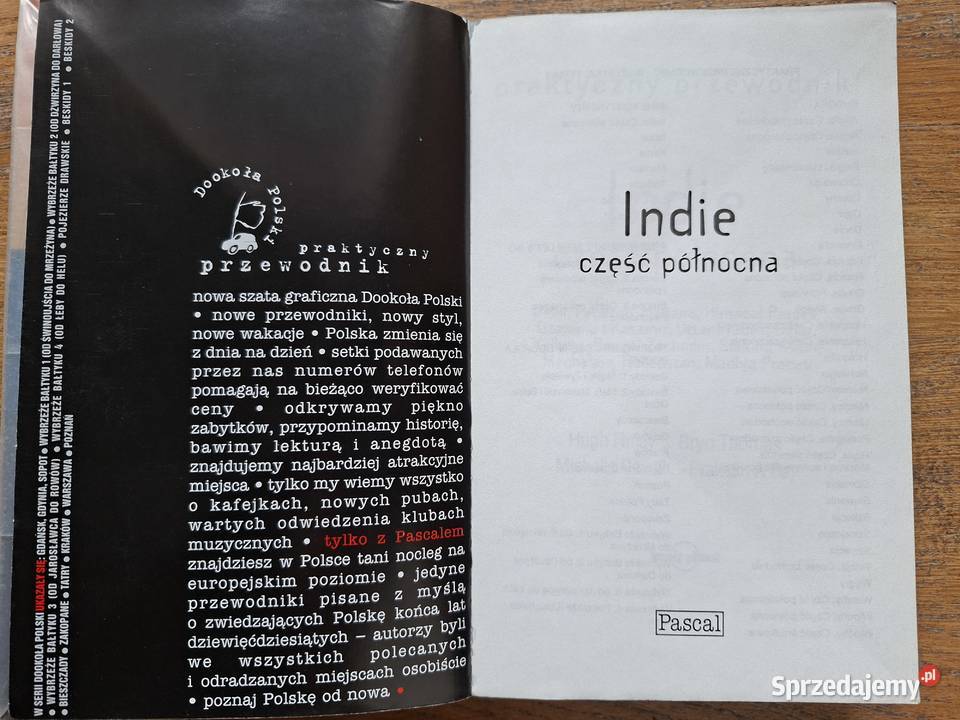 W SERII DOOKOŁA POLSKI UKAZAŁY SIĘ: GDAŃSK, GDYNIA, SOPOT ● WYBRZEŻE BAŁTYKU 1 (OD ŚWINOUJŚCIA DO MRZEŻYNA) ● WYBRZEŻE BAŁTYKU 2 (OD DŹWIRZYNA DO DARŁOWA)
● WYBRZEŻE BAŁTYKU 3 (OD JAROSŁAWCA DO ROWÓW) ● WYBRZEŻE BAŁTYKU 4 (OD ŁEBY DO HELU) ● POJEZIERZE DRAWSKIE ● BESKIDY 1 ● BESKIDY 2
● BIESZCZADY ● ZAKOPANE ● TATRY ● KRAKÓW ● WARSZAWA ● POZNAŃ
Dookoła Polski
praktyczny
przewodnik
nowa szata graficzna Dookoła Polski
• nowe przewodniki, nowy styl,
nowe wakacje • Polska zmienia się
z dnia na dzień • setki podawanych
przez nas numerów telefonów
pomagają na bieżąco weryfikować
ceny • odkrywamy piękno
zabytków, przypominamy historię,
bawimy lekturą i anegdotą •
znajdujemy najbardziej atrakcyjne
miejsca • tylko my wiemy wszystko
o kafejkach, nowych pubach,
wartych odwiedzenia klubach
muzycznych • tylko z Pascalem
znajdziesz w Polsce tani nocleg na
europejskim poziomie • jedyne
przewodniki pisane z myślą
o zwiedzających Polskę końca lat
dziewięćdziesiątych – autorzy byli
we wszystkich polecanych
i odradzanych miejscach osobiście
• poznaj Polskę od nowa •
Indie
część północna
Pascal
Sprzedajemy.pl